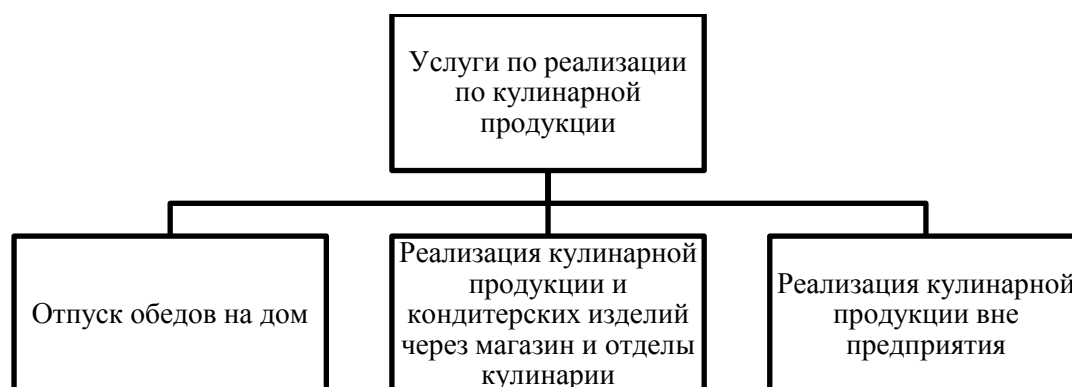 Услуги по реализации
по кулинарной
продукции
Отпуск обедов на дом
Реализация кулинарной
продукции и
кондитерских изделий
через магазин и отделы
кулинарии
Реализация кулинарной
продукции вне
предприятия